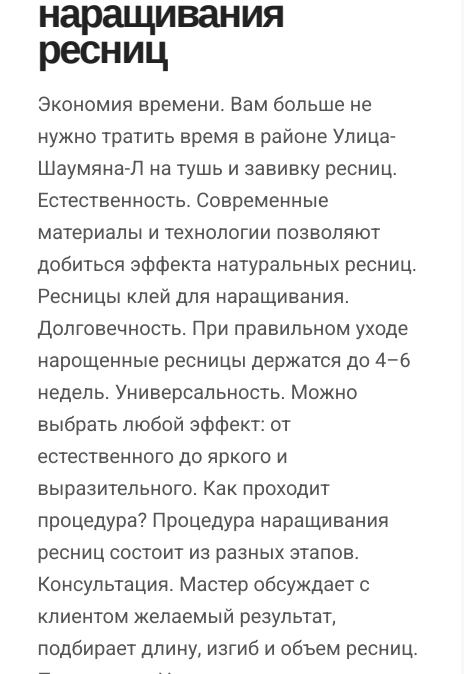 наращивания
ресниц
Экономия времени. Вам больше не
нужно тратить время в районе Улица-
Шаумяна-Л на тушь и завивку ресниц.
Естественность. Современные
материалы и технологии позволяют
добиться эффекта натуральных ресниц.
Ресницы клей для наращивания.
Долговечность. При правильном уходе
нарощенные ресницы держатся до 4–6
недель. Универсальность. Можно
выбрать любой эффект: от
естественного до яркого и
выразительного. Как проходит
процедура? Процедура наращивания
ресниц состоит из разных этапов.
Консультация. Мастер обсуждает с
клиентом желаемый результат,
подбирает длину, изгиб и объем ресниц.